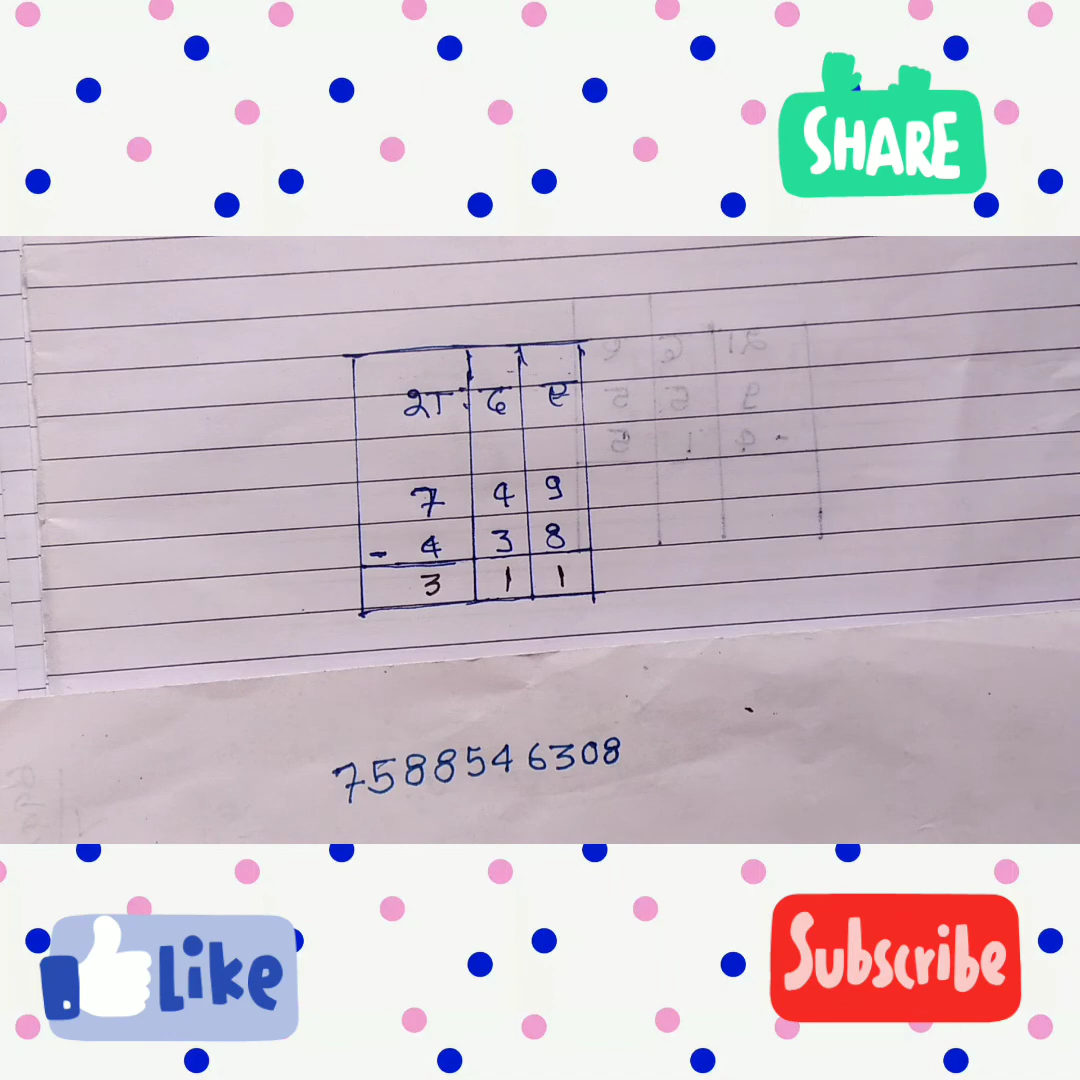 SHARE
श द ए
7 4 9
- 4 3 8
3 1 1
7588546308
Like
Subscribe